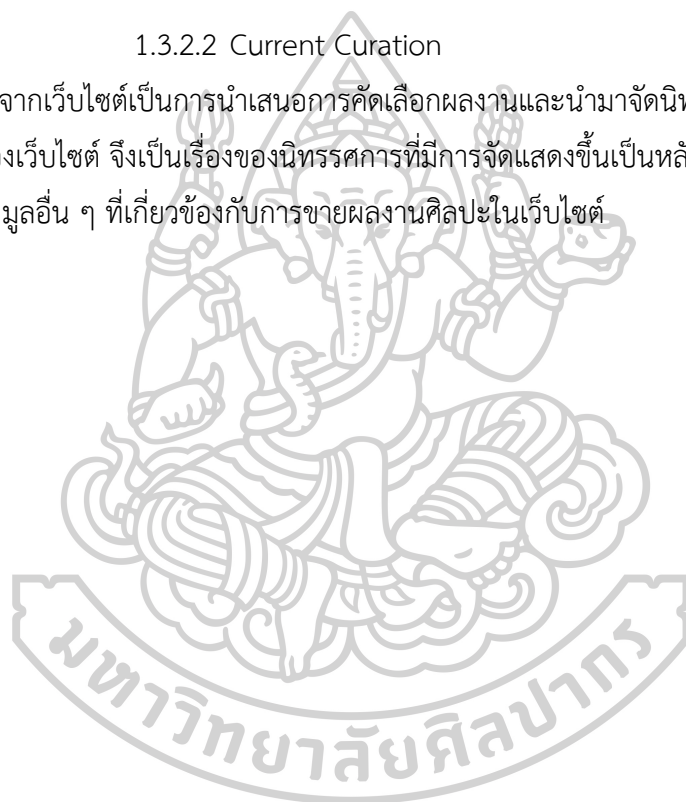 1.3.2.2 Current Curation
จากเว็บไซต์เป็นการนำเสนอการคัดเลือกผลงานและนำมาจัดนิท
องเว็บไซต์ จึงเป็นเรื่องของนิทรรศการที่มีการจัดแสดงขึ้นเป็นหลั
มูลอื่น ๆ ที่เกี่ยวข้องกับการขายผลงานศิลปะในเว็บไซต์
มหาวิทยาลัยศิลปากร